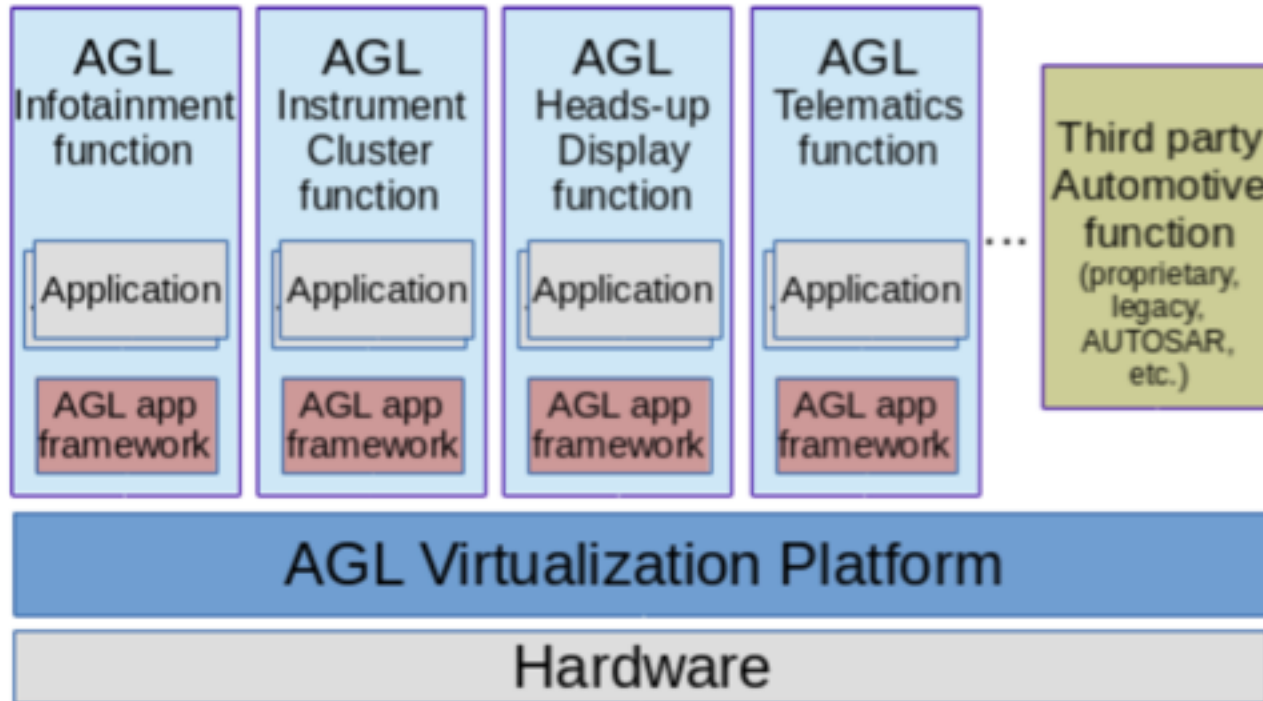 AGL
Infotainment
function
Application
AGL app
framework
AGL
Instrument
Cluster
function
Application
AGL app
framework
AGL
Heads-up
Display
function
Application
AGL app
framework
AGL
Telematics
function
Application
AGL app
framework
...
Third party
Automotive
function
(proprietary,
legacy,
AUTOSAR,
etc.)
AGL Virtualization Platform
Hardware